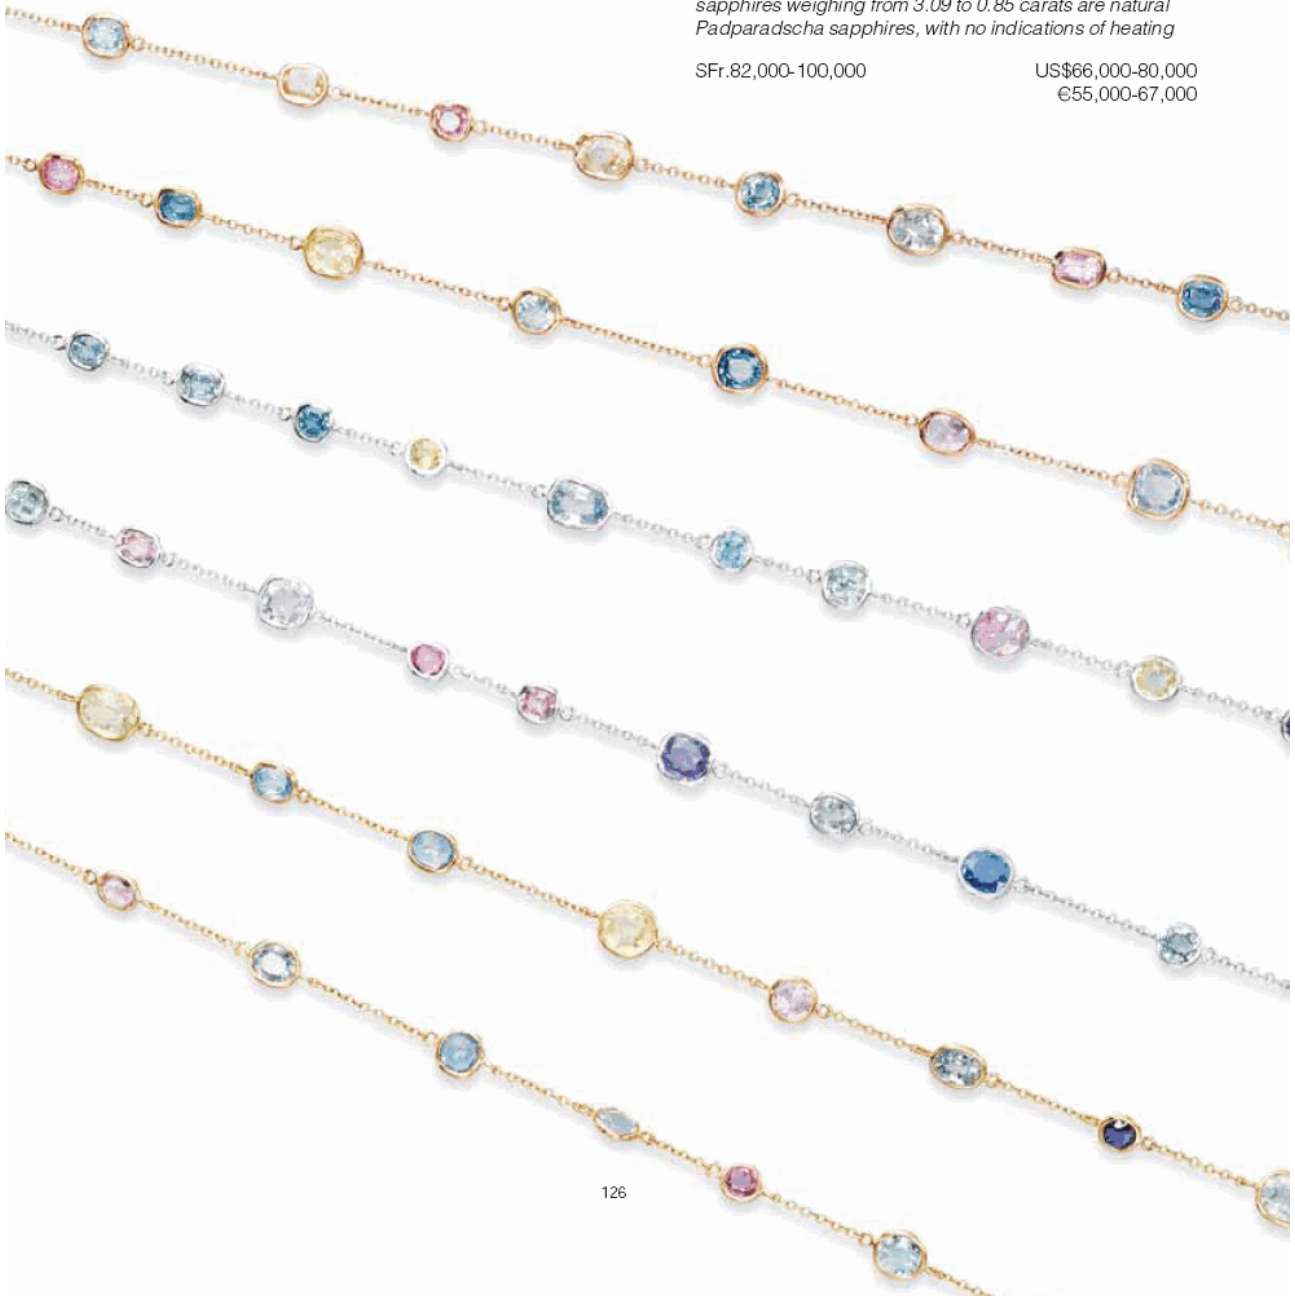 sapphires weighing from 3.09 to 0.85 carats are natural
Padparadscha sapphires, with no indications of heating
SFr.82,000-100,000
US$66,000-80,000
€55,000-67,000
126